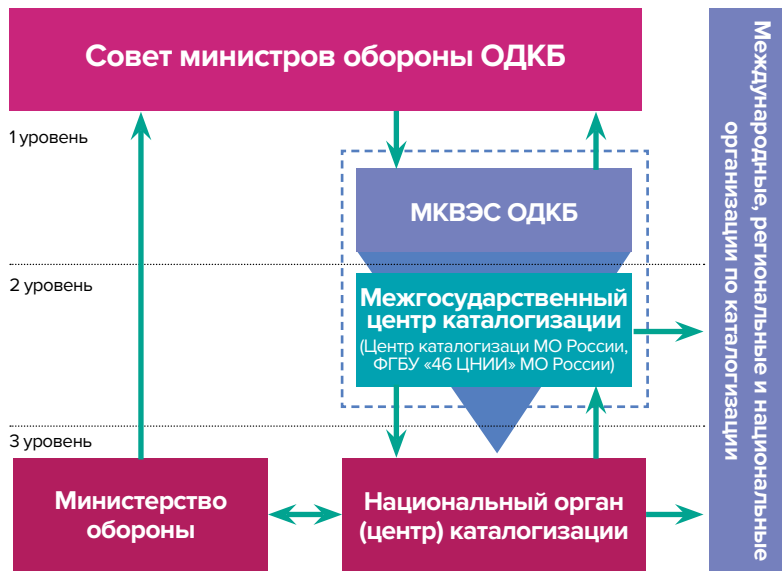 Совет министров обороны ОДКБ
1 уровень
МКВЭС ОДКБ
2 уровень
Межгосударственный
центр каталогизации
(Центр каталогизаци МО России,
ФГБУ «46 ЦНИИ» МО России)
3 уровень
Министерство
обороны
Национальный орган
(центр) каталогизации
Международные, региональные и национальные
организации по каталогизации